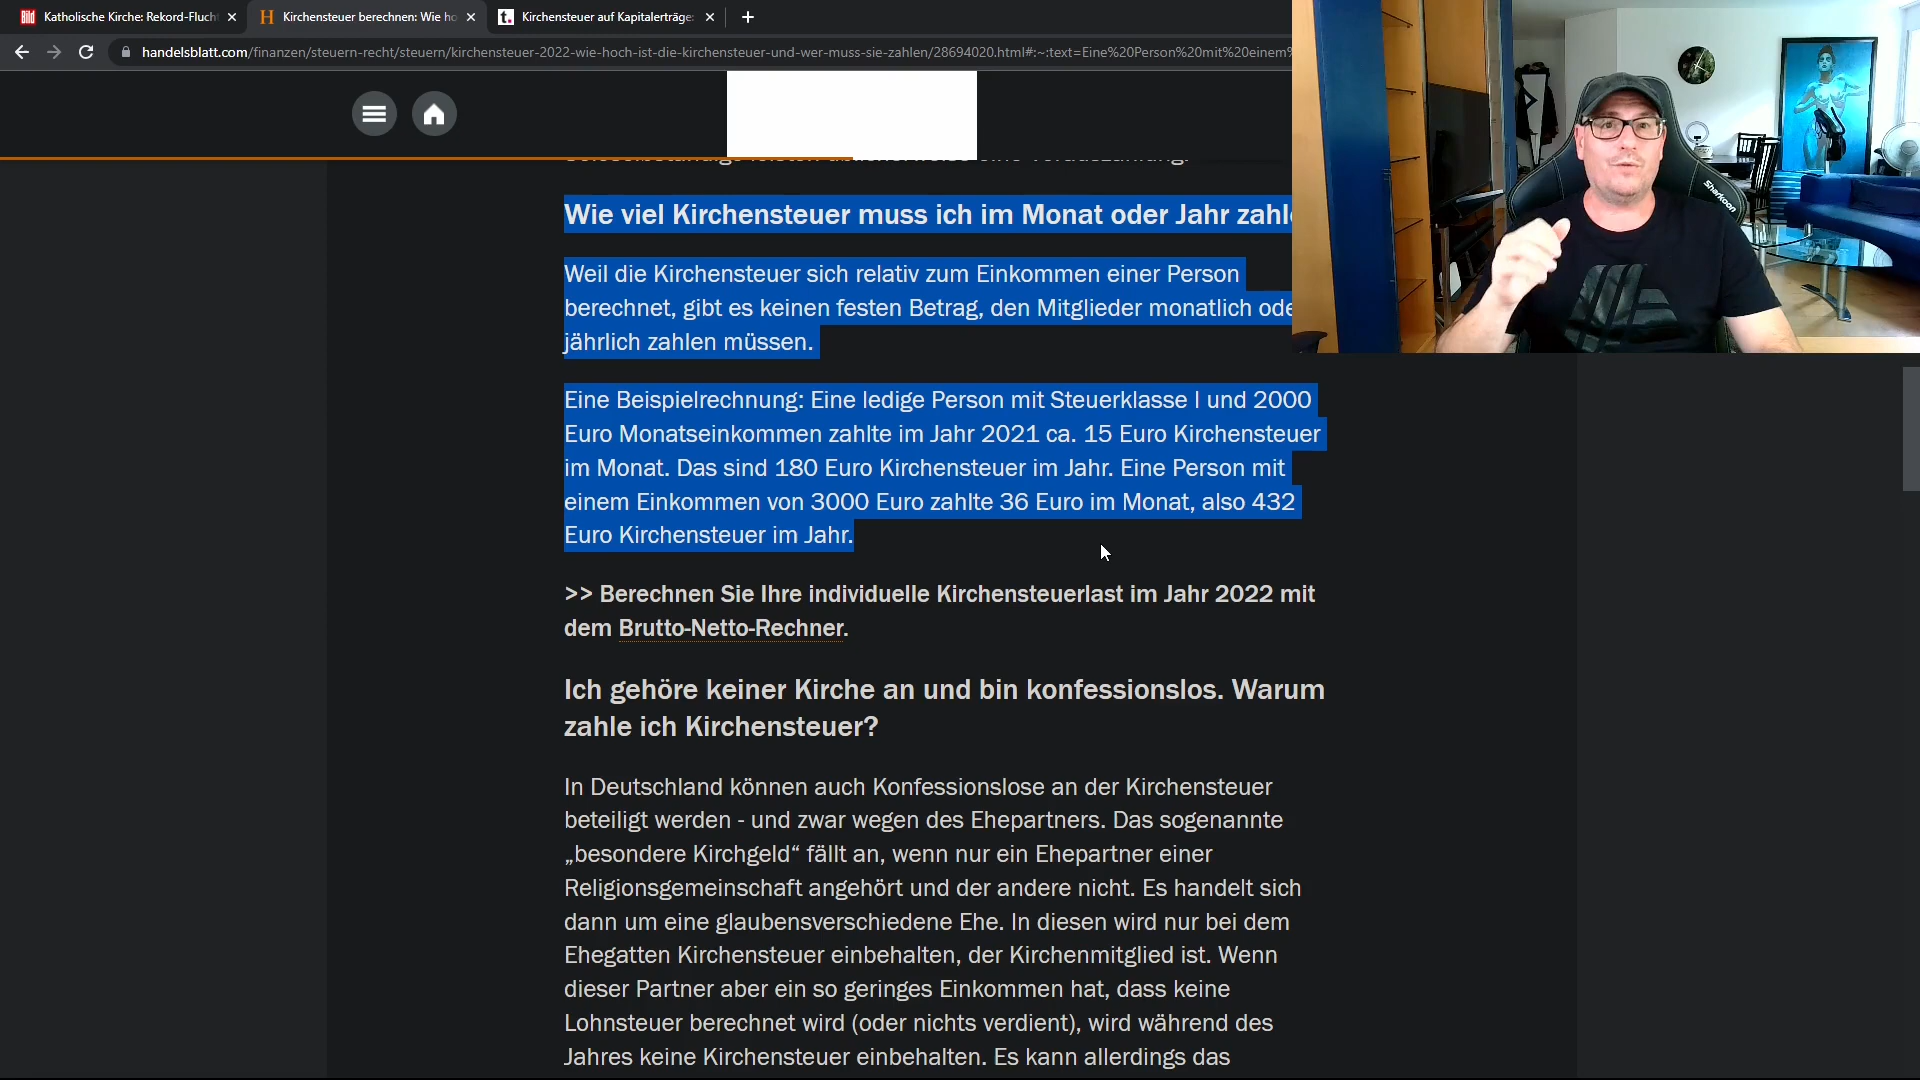 Bild Katholische Kirche: Rekord-Flucht
H Kirchensteuer berechnen: Wie ho
t. Kirchensteuer auf Kapitalerträge:
handelsblatt.com/finanzen/steuern-recht/steuern/kirchensteuer-2022-wie-hoch-ist-die-kirchensteuer-und-wer-muss-sie-zahlen/28694020.html#:~:text=Eine%20Person%20mit%20einem%
Wie viel Kirchensteuer muss ich im Monat oder Jahr zahle
Weil die Kirchensteuer sich relativ zum Einkommen einer Person
berechnet, gibt es keinen festen Betrag, den Mitglieder monatlich ode
jährlich zahlen müssen.
Eine Beispielrechnung: Eine ledige Person mit Steuerklasse I und 2000
Euro Monatseinkommen zahlte im Jahr 2021 ca. 15 Euro Kirchensteuer
im Monat. Das sind 180 Euro Kirchensteuer im Jahr. Eine Person mit
einem Einkommen von 3000 Euro zahlte 36 Euro im Monat, also 432
Euro Kirchensteuer im Jahr.
>> Berechnen Sie Ihre individuelle Kirchensteuerlast im Jahr 2022 mit
dem Brutto-Netto-Rechner.
Ich gehöre keiner Kirche an und bin konfessionslos. Warum
zahle ich Kirchensteuer?
In Deutschland können auch Konfessionslose an der Kirchensteuer
beteiligt werden - und zwar wegen des Ehepartners. Das sogenannte
„besondere Kirchgeld“ fällt an, wenn nur ein Ehepartner einer
Religionsgemeinschaft angehört und der andere nicht. Es handelt sich
dann um eine glaubensverschiedene Ehe. In diesen wird nur bei dem
Ehegatten Kirchensteuer einbehalten, der Kirchenmitglied ist. Wenn
dieser Partner aber ein so geringes Einkommen hat, dass keine
Lohnsteuer berechnet wird (oder nichts verdient), wird während des
Jahres keine Kirchensteuer einbehalten. Es kann allerdings das
Sharkoon